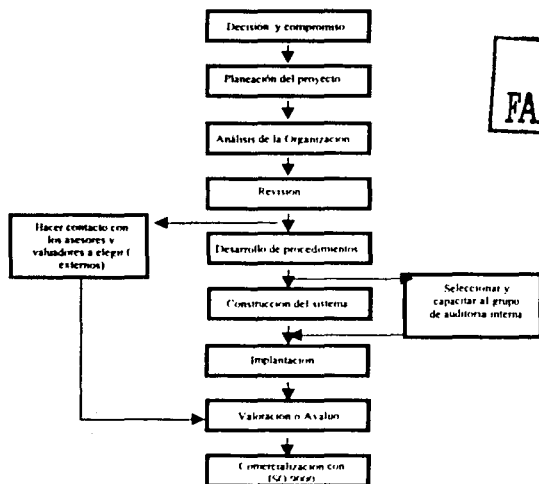 Decisión y compromiso
Planeación del proyecto
FA
Análisis de la Organización
Revisión
Hacer contacto con
los asesores y
valuadores a elegir (
externos)
Desarrollo de procedimientos
Seleccionar y
capacitar al grupo
de auditoria interna
Construcción del sistema
Implantación
Valoración o Avaluo
Comercialización con
ISO 9000